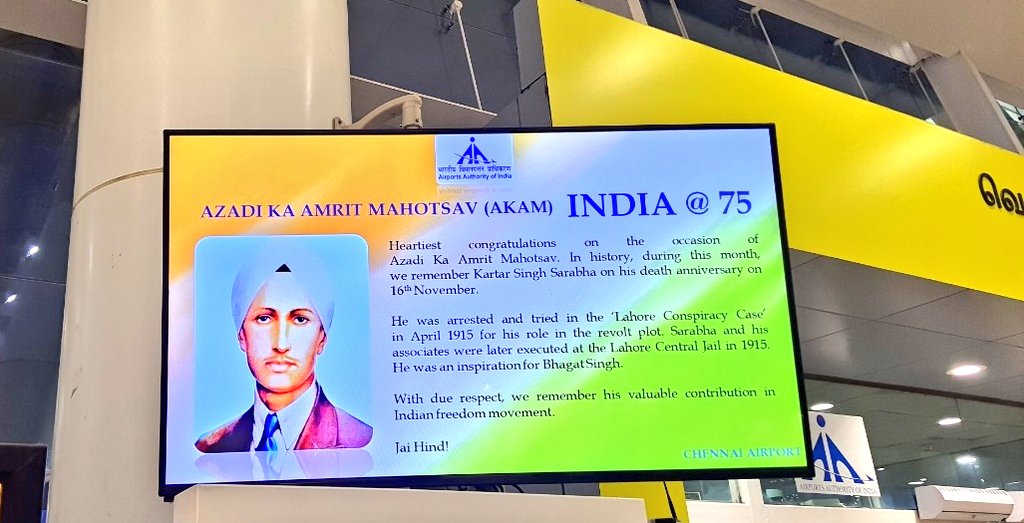 भारतीय विमानपत्तन प्राधिकरण
Airports Authority of India
AZADI KA AMRIT MAHOTSAV (AKAM) INDIA @ 75
Heartiest congratulations on the occasion of
Azadi Ka Amrit Mahotsav. In history, during this month,
we remember Kartar Singh Sarabha on his death anniversary on
16th November.
He was arrested and tried in the ‘Lahore Conspiracy Case’
in April 1915 for his role in the revolt plot. Sarabha and his
associates were later executed at the Lahore Central Jail in 1915.
He was an inspiration for Bhagat Singh.
With due respect, we remember his valuable contribution in
Indian freedom movement.
Jai Hind!
CHENNAI AIRPORT
AIRPORTS AUTHORITY OF INDIA